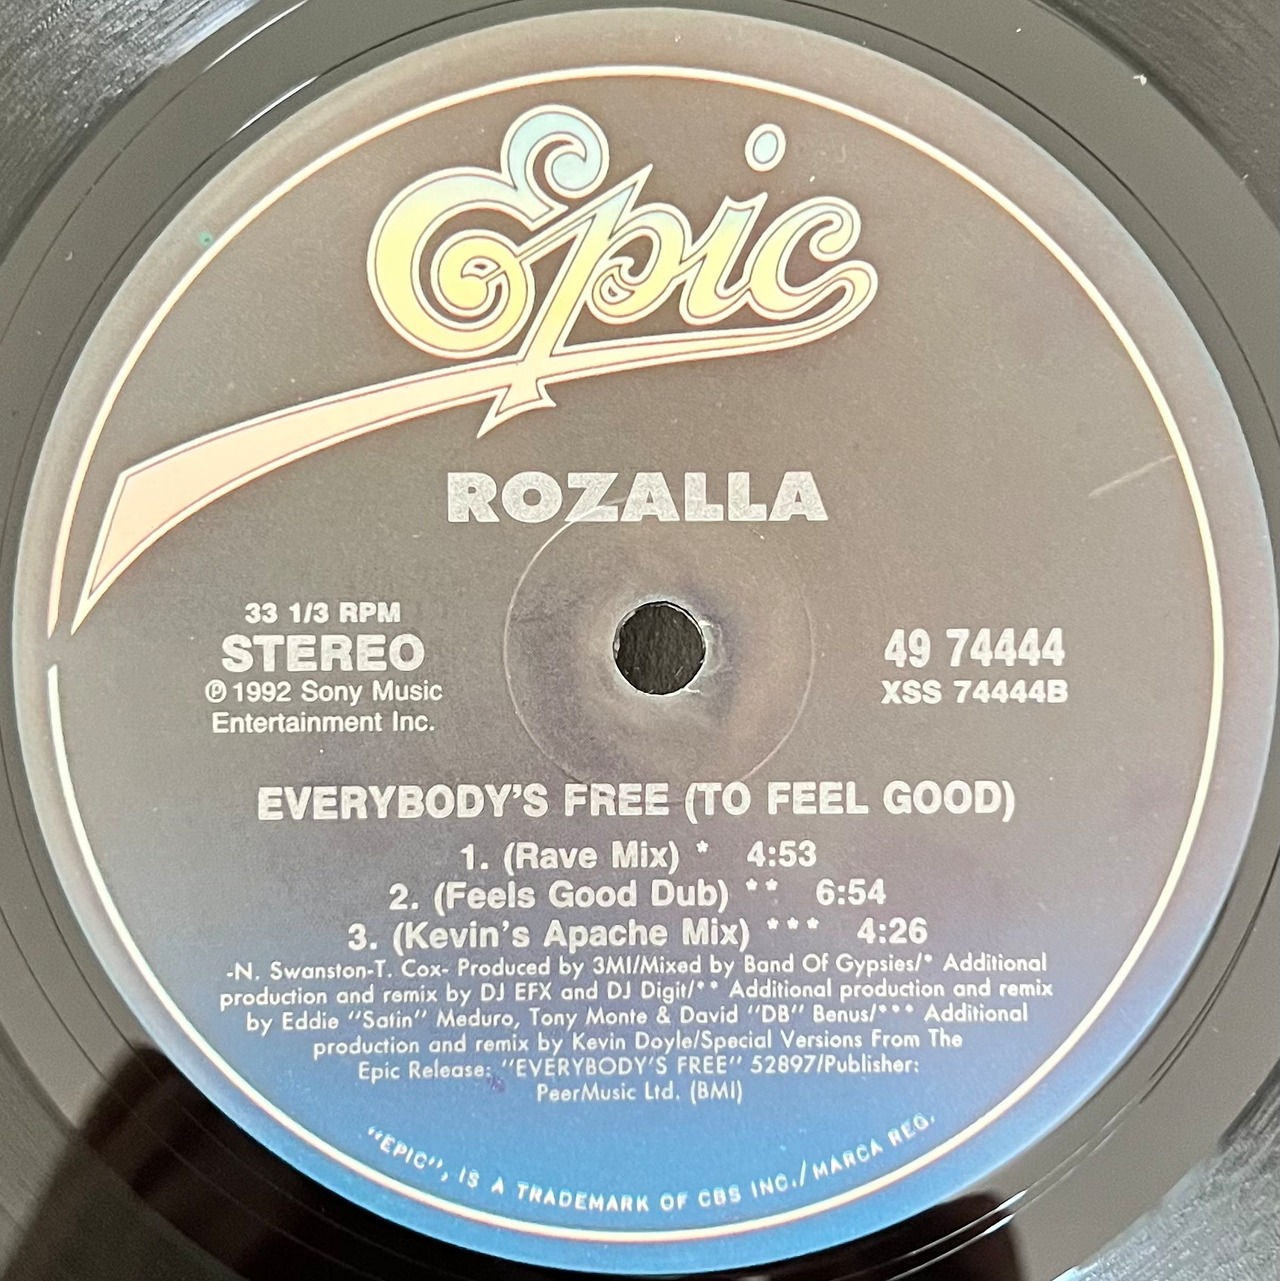 Epic
ROZALLA
33 1/3 RPM
STEREO
℗ 1992 Sony Music
Entertainment Inc.
49 74444
XSS 74444B
EVERYBODY'S FREE (TO FEEL GOOD)
1. (Rave Mix) * 4:53
2. (Feels Good Dub) ** 6:54
3. (Kevin's Apache Mix) *** 4:26
-N. Swanston-T. Cox- Produced by 3MI/Mixed by Band Of Gypsies/* Additional
production and remix by DJ EFX and DJ Digit/** Additional production and remix
by Eddie "Satin" Meduro, Tony Monte & David "DB" Benus/*** Additional
production and remix by Kevin Doyle/Special Versions From The
Epic Release: "EVERYBODY'S FREE" 52897/Publisher:
PeerMusic Ltd. (BMI)
"EPIC", IS A TRADEMARK OF CBS INC./MARCA REG.